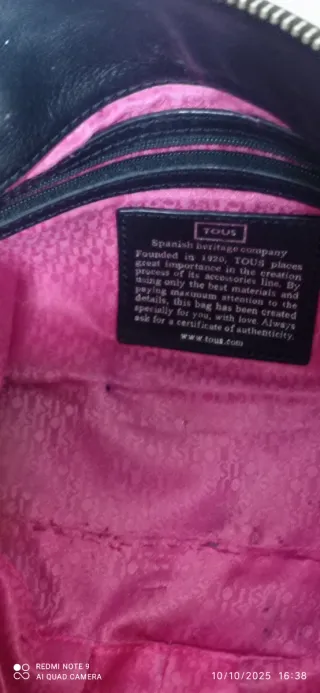 TOUS
Spanish heritage company
Founded in 1920, TOUS places
great importance in the creation
process of its accessories line. By
using only the best materials and
paying maximum attention to the
details, this bag has been created
specially for you, with love. Always
ask for a certificate of authenticity.
www.tous.com
REDMI NOTE 9
AI QUAD CAMERA
10/10/2025 16:38